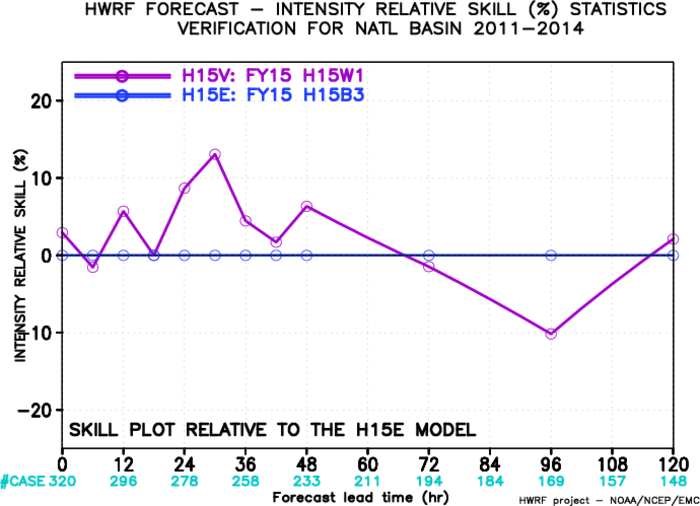 HWRF FORECAST – INTENSITY RELATIVE SKILL (%) STATISTICS
VERIFICATION FOR NATL BASIN 2011–2014
H15V: FY15 H15W1
H15E: FY15 H15B3
INTENSITY RELATIVE SKILL (%)
20
10
0
–10
–20
SKILL PLOT RELATIVE TO THE H15E MODEL
0 12 24 36 48 60 72 84 96 108 120
#CASE 320 296 278 258 233 211 194 184 169 157 148
Forecast lead time (hr)
HWRF project – NOAA/NCEP/EMC